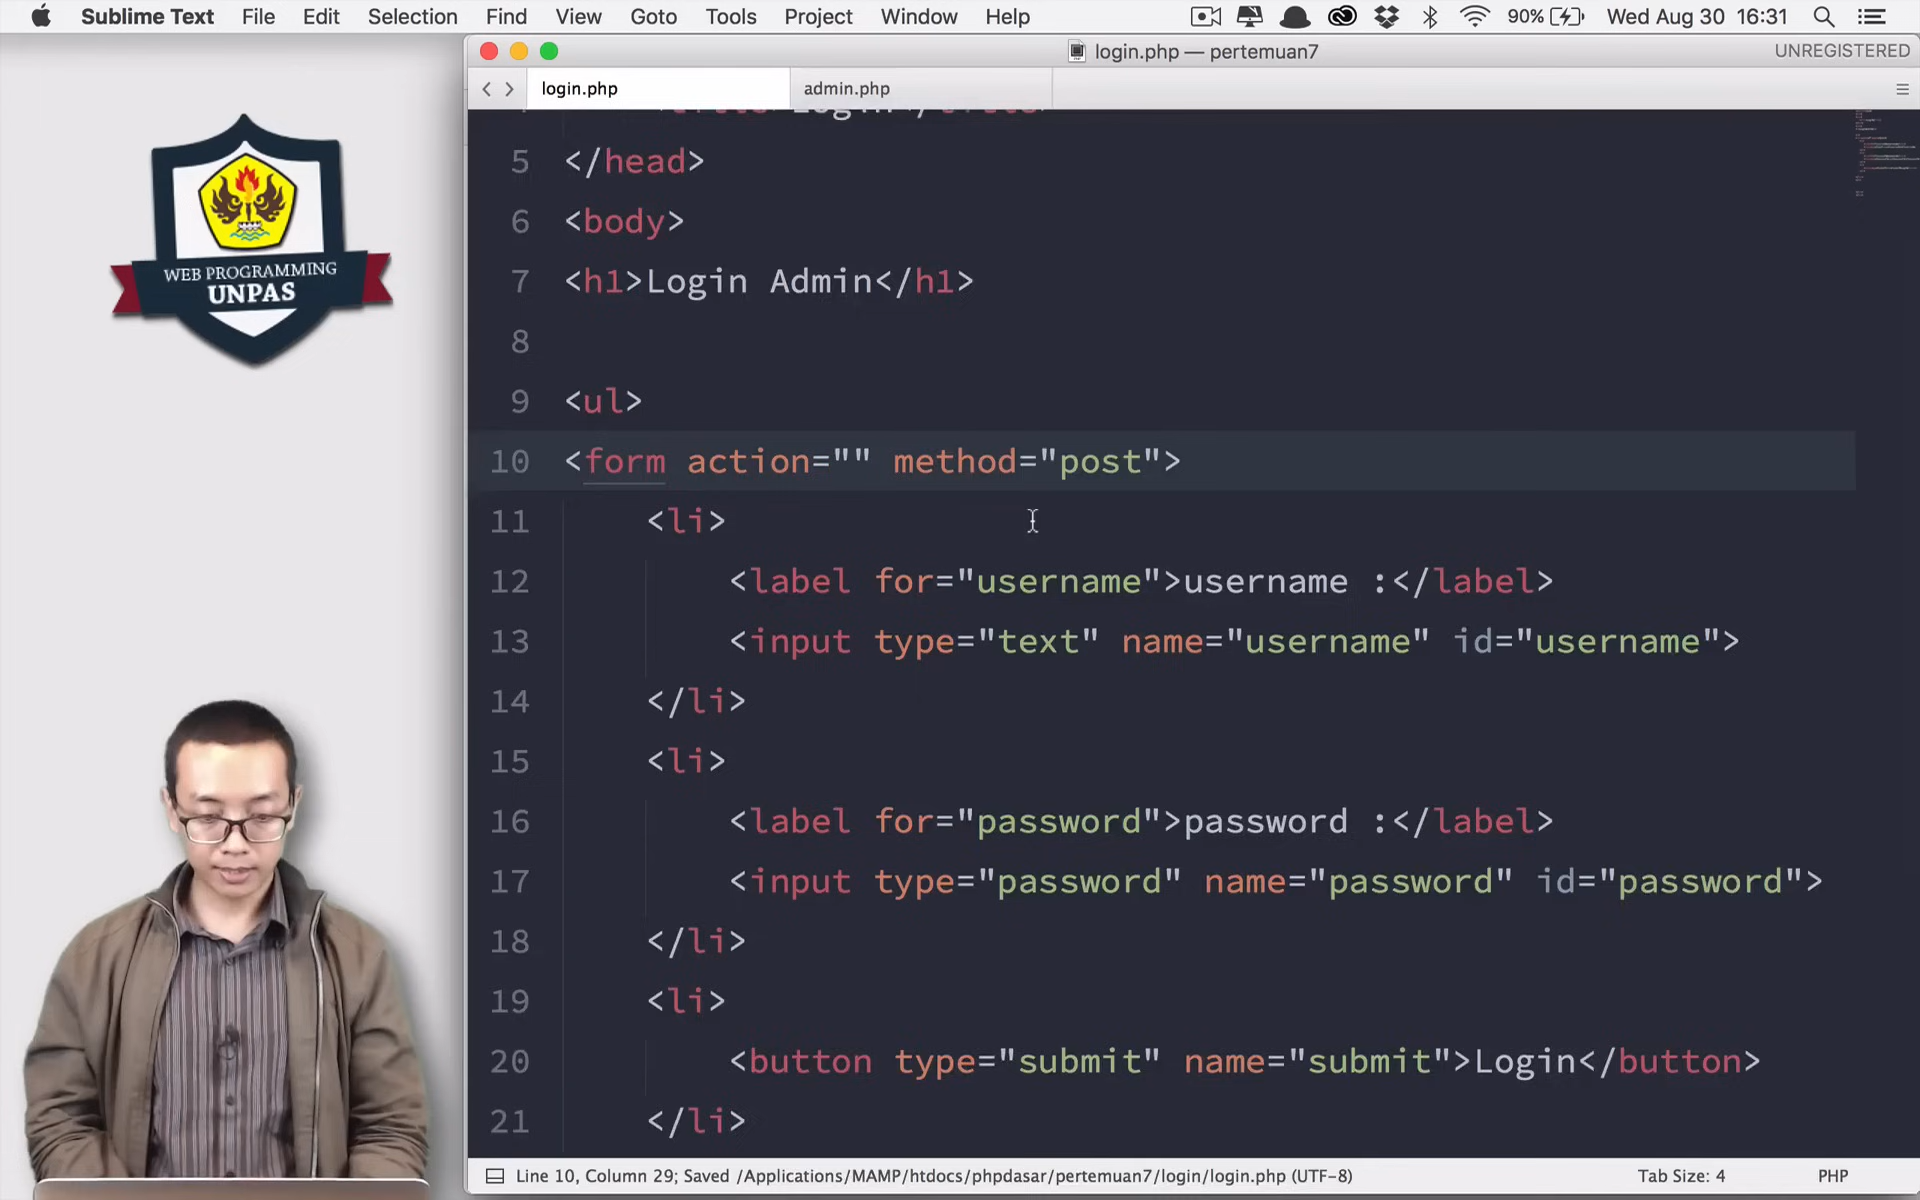 Sublime Text File Edit Selection Find View Goto Tools Project Window Help 90% Wed Aug 30 16:31
login.php — pertemuan7 UNREGISTERED
login.php admin.php
WEB PROGRAMMING
UNPAS
5 </head>
6 <body>
7 <h1>Login Admin</h1>
8
9 <ul>
10 <form action="" method="post">
11 <li>
12 <label for="username">username :</label>
13 <input type="text" name="username" id="username">
14 </li>
15 <li>
16 <label for="password">password :</label>
17 <input type="password" name="password" id="password">
18 </li>
19 <li>
20 <button type="submit" name="submit">Login</button>
21 </li>
Line 10, Column 29; Saved /Applications/MAMP/htdocs/phpdasar/pertemuan7/login/login.php (UTF-8) Tab Size: 4 PHP